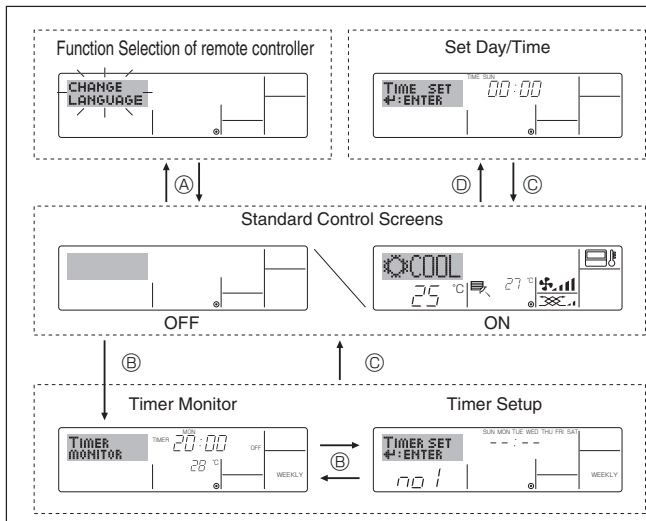 Function Selection of remote controller
CHANGE
LANGUAGE
Set Day/Time
TIME SUN
TIME SET
↵:ENTER
00:00
Ⓐ
Ⓓ
Ⓒ
Standard Control Screens
COOL
25 °C
27 °C
OFF
ON
Ⓑ
Ⓒ
Timer Monitor
TIMER
MONITOR
MON
TIMER 20:00 OFF
28 °C
WEEKLY
Ⓑ
Timer Setup
SUN MON TUE WED THU FRI SAT
TIMER SET
↵:ENTER
--:--
no 1
WEEKLY